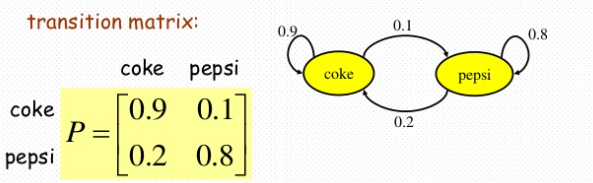 transition matrix:
coke pepsi
coke
pepsi
P = [0.9 0.1
0.2 0.8]
0.9
0.1
0.8
coke
pepsi
0.2